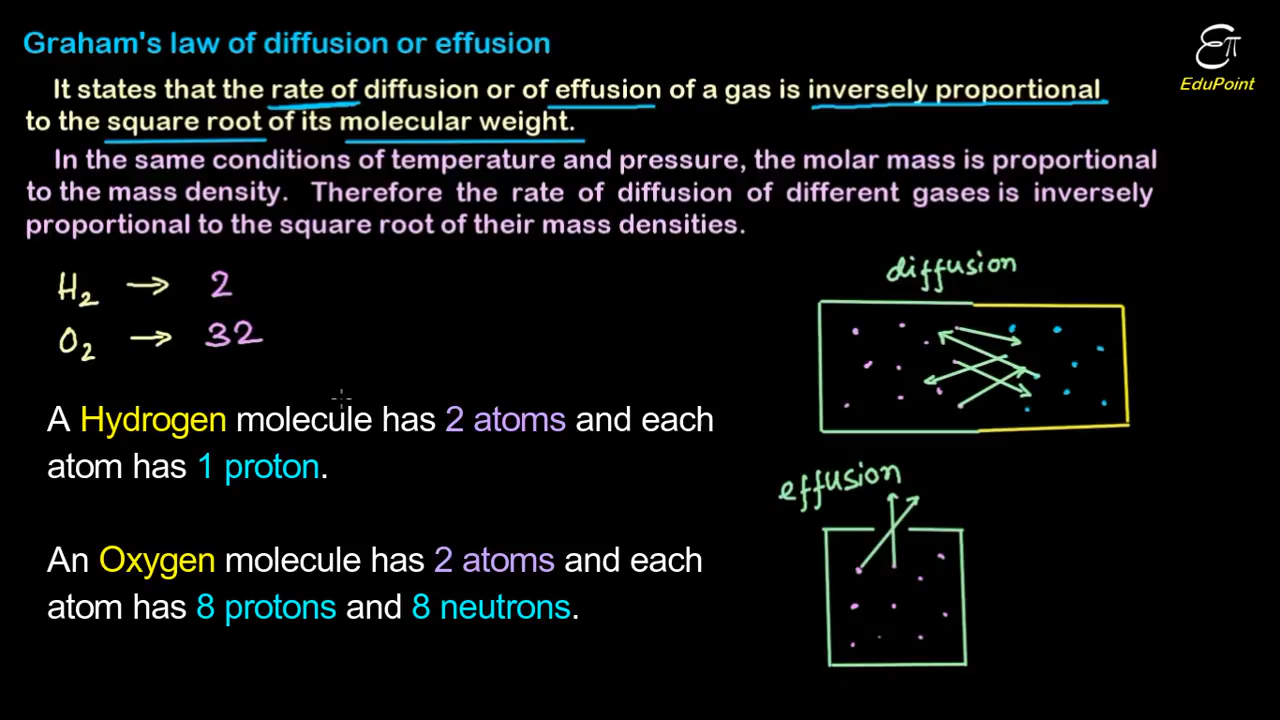 Graham's law of diffusion or effusion
επ
EduPoint
It states that the rate of diffusion or of effusion of a gas is inversely proportional
to the square root of its molecular weight.
In the same conditions of temperature and pressure, the molar mass is proportional
to the mass density. Therefore the rate of diffusion of different gases is inversely
proportional to the square root of their mass densities.
H₂ → 2
O₂ → 32
diffusion
A Hydrogen molecule has 2 atoms and each
atom has 1 proton.
effusion
An Oxygen molecule has 2 atoms and each
atom has 8 protons and 8 neutrons.